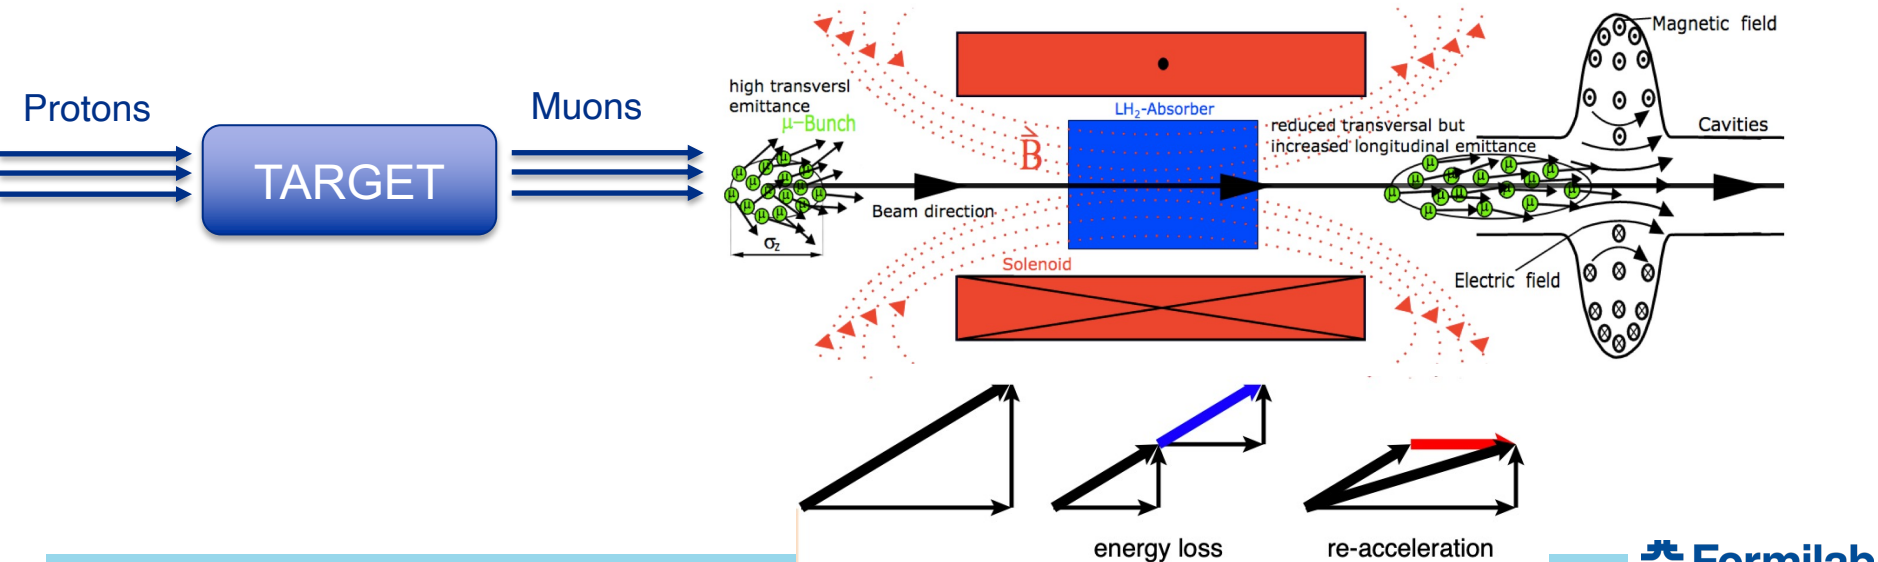 Protons
TARGET
Muons
high transversl
emittance
μ-Bunch
σz
Beam direction
B
LH2-Absorber
Solenoid
reduced transversal but
increased longitudinal emittance
Magnetic field
Cavities
Electric field
energy loss
re-acceleration
Fermilab